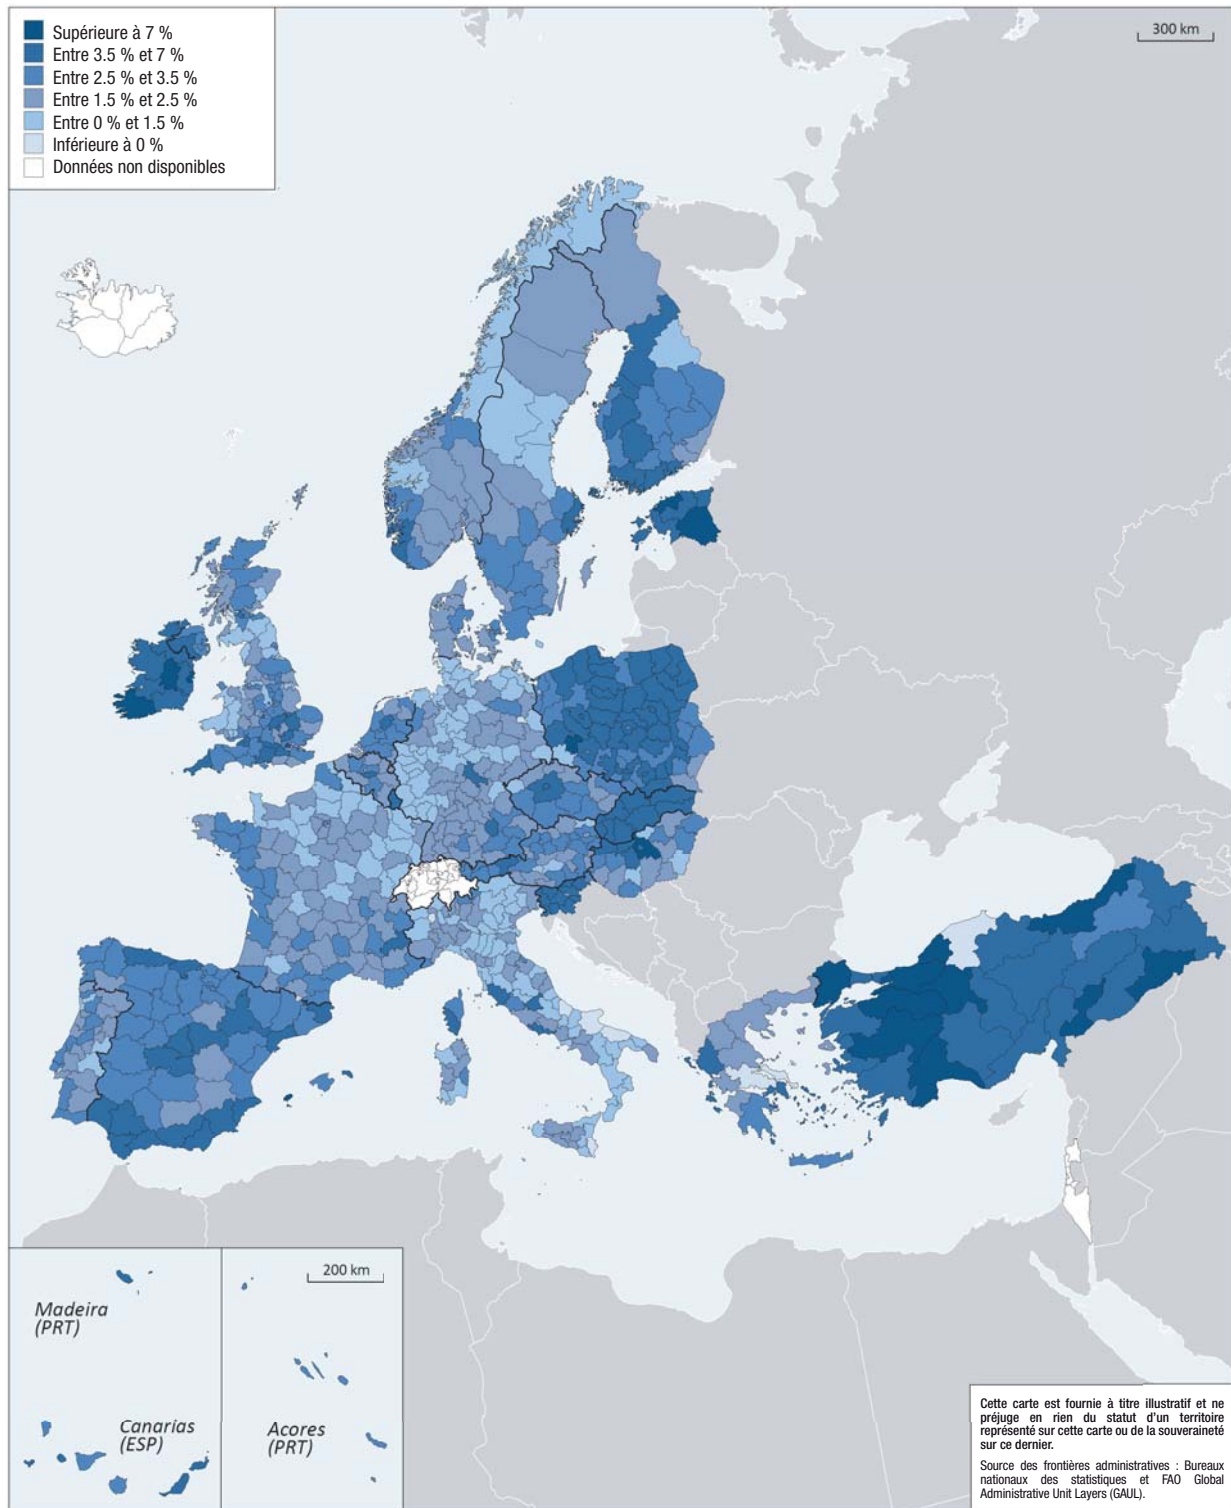 Supérieure à 7 %
Entre 3.5 % et 7 %
Entre 2.5 % et 3.5 %
Entre 1.5 % et 2.5 %
Entre 0 % et 1.5 %
Inférieure à 0 %
Données non disponibles
300 km
200 km
Madeira
(PRT)
Canarias
(ESP)
Acores
(PRT)
Cette carte est fournie à titre illustratif et ne
préjuge en rien du statut d'un territoire
représenté sur cette carte ou de la souveraineté
sur ce dernier.
Source des frontières administratives : Bureaux
nationaux des statistiques et FAO Global
Administrative Unit Layers (GAUL).